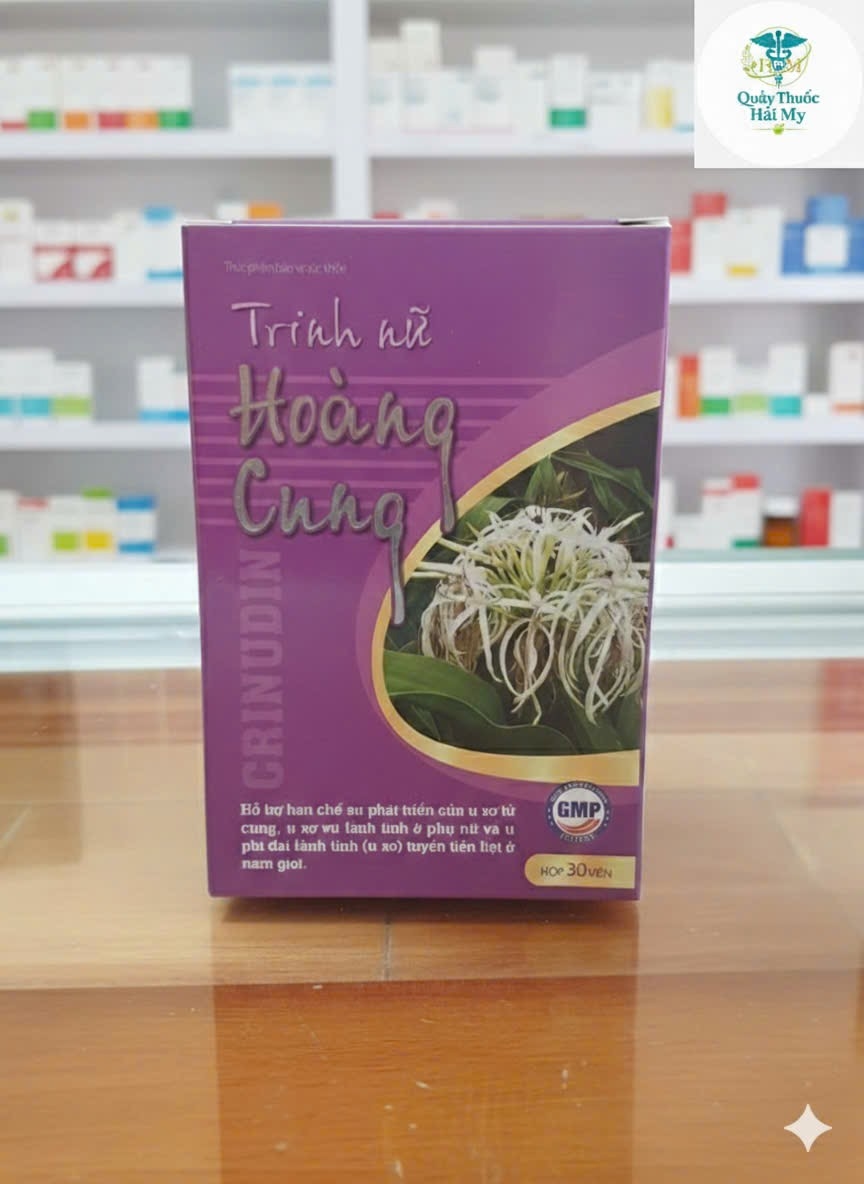 Quầy Thuốc
Hải My
Thực phẩm bảo vệ sức khỏe
Trinh nữ
Hoàng
Cung
CRINUDIN
Hỗ trợ hạn chế sự phát triển của u xơ tử
cung, u xơ vú lành tính ở phụ nữ và u
phì đại lành tính (u xơ) tuyến tiền liệt ở
nam giới.
GMP
HOP 30 VÊN